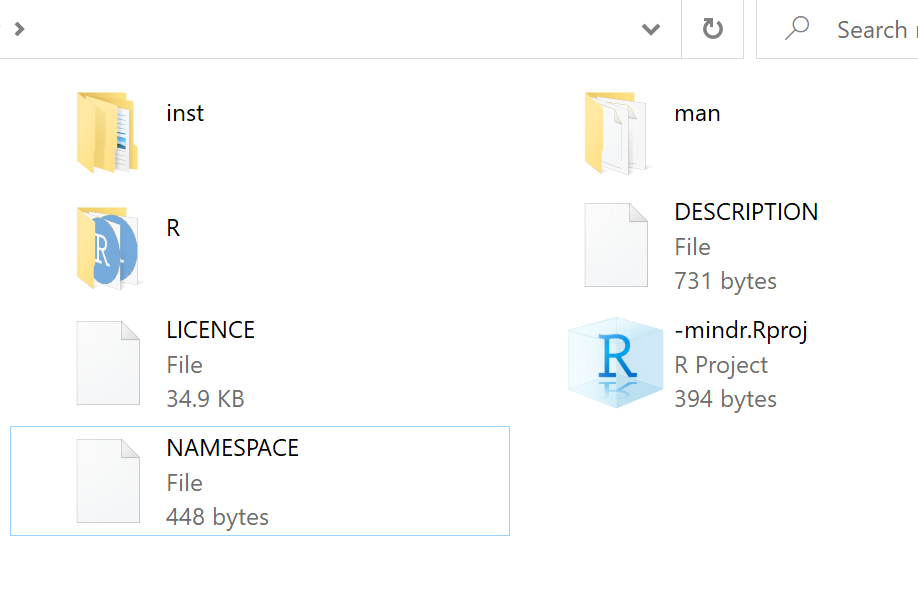 Search
inst
man
R
DESCRIPTION
File
731 bytes
LICENCE
File
34.9 KB
-mindr.Rproj
R Project
394 bytes
NAMESPACE
File
448 bytes